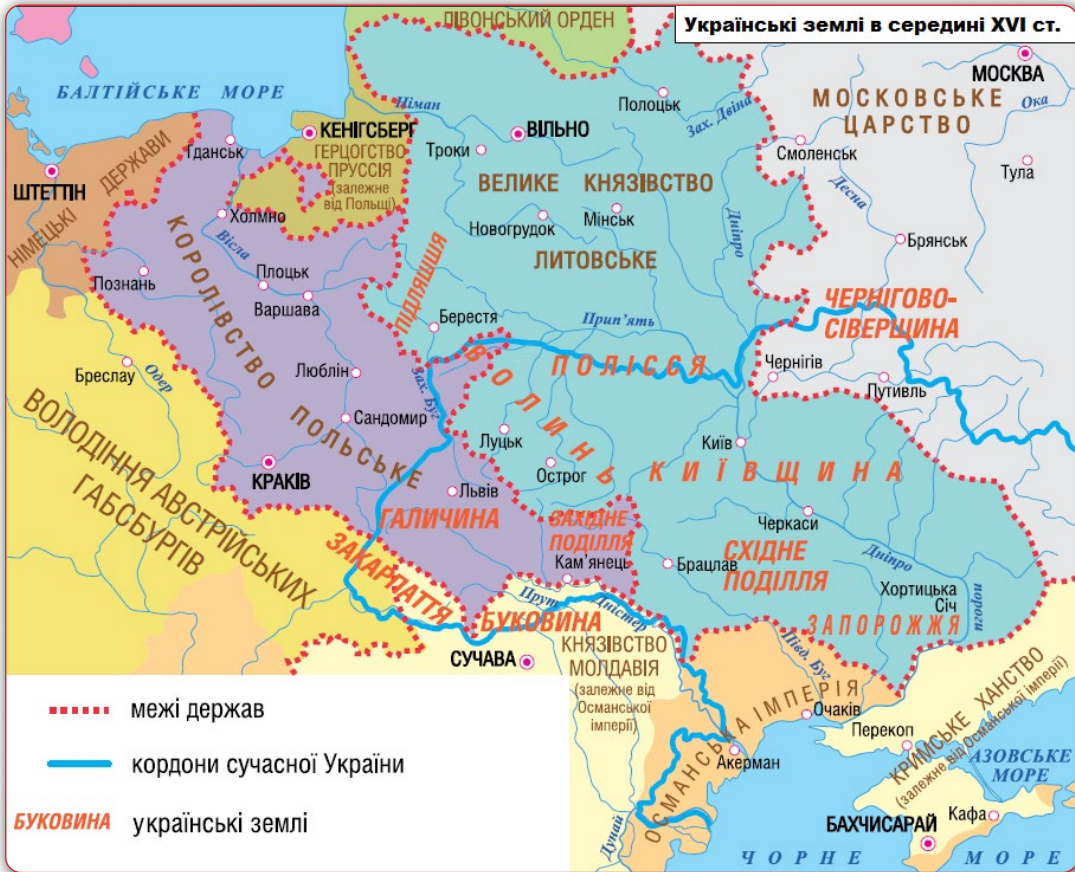 Українські землі в середині XVI ст.
ЛІВОНСЬКИЙ ОРДЕН
МОСКВА
БАЛТІЙСЬКЕ МОРЕ
Німан
Полоцьк
Зах. Двіна
МОСКОВСЬКЕ
ЦАРСТВО
Ока
КЕНІГСБЕРГ
ВІЛЬНО
Гданськ
ГЕРЦОГСТВО
ПРУССІЯ
(залежне
від Польщі)
Троки
Смоленськ
Тула
ШТЕТТІН
НІМЕЦЬКІ ДЕРЖАВИ
ВЕЛИКЕ КНЯЗІВСТВО
Десна
Холмно
Новогрудок
Мінськ
Дніпро
Вісла
Брянськ
КОРОЛІВСТВО
ПОЛЬСЬКЕ
ЛИТОВСЬКЕ
Познань
Плоцьк
Варшава
ПІДЛЯШШЯ
ЧЕРНІГОВО-
СІВЕРЩИНА
Берестя
Прип’ять
ПОЛІССЯ
Чернігів
Бреслау
Одер
Люблін
Зах. Буг
ВОЛИНЬ
Путивль
Сандомир
Луцьк
Київ
ВОЛОДІННЯ АВСТРІЙСЬКИХ
ГАБСБУРГІВ
КРАКІВ
Острог
КИЇВЩИНА
Львів
ГАЛИЧИНА
ЗАХІДНЕ
ПОДІЛЛЯ
Черкаси
ЗАКАРПАТТЯ
Кам’янець
Брацлав
СХІДНЕ
ПОДІЛЛЯ
Дніпро
Прут
Дністер
Хортицька
Січ
пороги
БУКОВИНА
ЗАПОРОЖЖЯ
СУЧАВА
КНЯЗІВСТВО
МОЛДАВІЯ
(залежне від
Османської
імперії)
Півд. Буг
ОСМАНСЬКА ІМПЕРІЯ
Очаків
Перекоп
КРИМСЬКЕ ХАНСТВО
(залежне від Османської імперії)
Акерман
АЗОВСЬКЕ
МОРЕ
Дунай
БАХЧИСАРАЙ
Кафа
ЧОРНЕ МОРЕ
межі держав
кордони сучасної України
БУКОВИНА українські землі